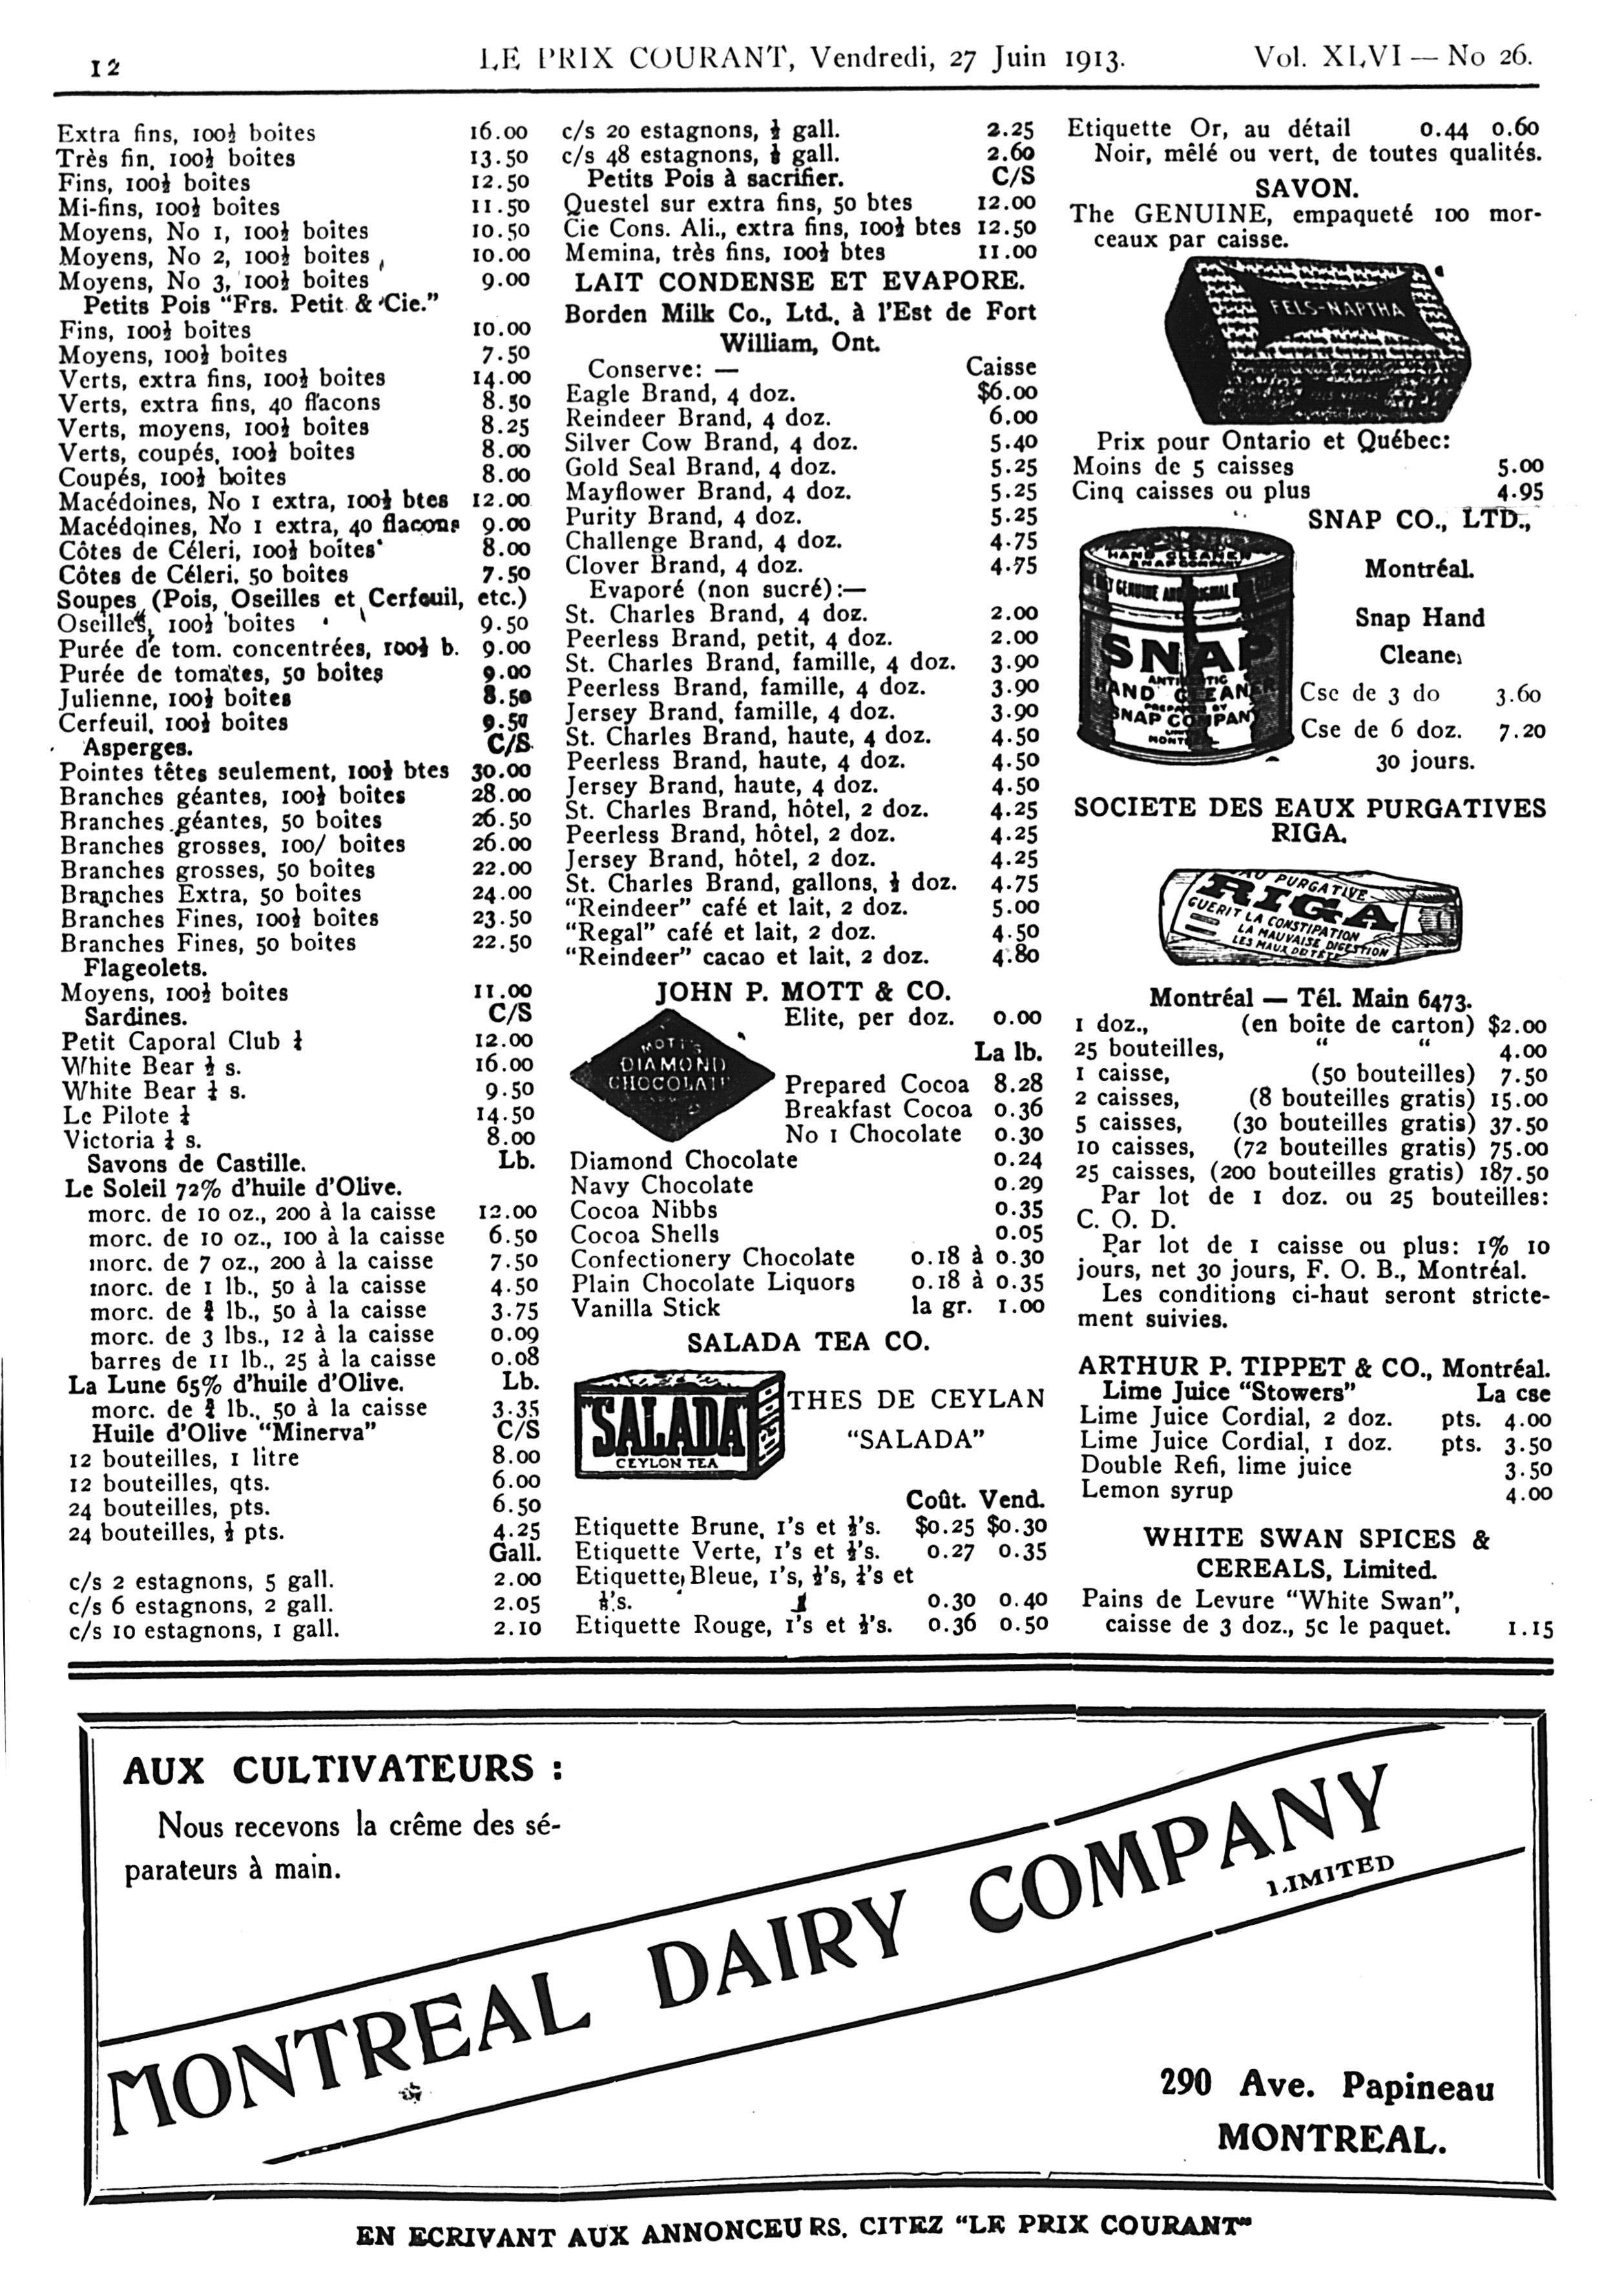 12
LE PRIX COURANT, Vendredi, 27 Juin 1913.
Vol. XLVI — No 26.
Extra fins, 100½ boites 16.00
Très fin, 100½ boîtes 13.50
Fins, 100½ boites 12.50
Mi-fins, 100½ boîtes 11.50
Moyens, No 1, 100½ boîtes 10.50
Moyens, No 2, 100½ boîtes 10.00
Moyens, No 3, 100½ boîtes 9.00
Petits Pois "Frs. Petit & Cie."
Fins, 100½ boîtes 10.00
Moyens, 100½ boîtes 7.50
Verts, extra fins, 100½ boites 14.00
Verts, extra fins, 40 flacons 8.50
Verts, moyens, 100½ boîtes 8.25
Verts, coupés, 100½ boites 8.00
Coupés, 100½ boîtes 8.00
Macédoines, No 1 extra, 100½ btes 12.00
Macédoines, No 1 extra, 40 flacons 9.00
Côtes de Céleri, 100½ boîtes 8.00
Côtes de Céleri, 50 boîtes 7.50
Soupes (Pois, Oseilles et Cerfeuil, etc.)
Oseilles, 100½ boîtes 9.50
Purée de tom. concentrées, 100½ b. 9.00
Purée de tomates, 50 boites 9.00
Julienne, 100½ boîtes 8.50
Cerfeuil, 100½ boîtes 9.50
Asperges. C/S.
Pointes têtes seulement, 100½ btes 30.00
Branches géantes, 100½ boîtes 28.00
Branches géantes, 50 boîtes 26.50
Branches grosses, 100/ boîtes 26.00
Branches grosses, 50 boîtes 22.00
Branches Extra, 50 boîtes 24.00
Branches Fines, 100½ boîtes 23.50
Branches Fines, 50 boîtes 22.50
Flageolets.
Moyens, 100½ boîtes 11.00
Sardines. C/S
Petit Caporal Club ¼ 12.00
White Bear ½ s. 16.00
White Bear ¼ s. 9.50
Le Pilote ¼ 14.50
Victoria ¼ s. 8.00
Savons de Castille. Lb.
Le Soleil 72% d'huile d'Olive.
morc. de 10 oz., 200 à la caisse 12.00
morc. de 10 oz., 100 à la caisse 6.50
morc. de 7 oz., 200 à la caisse 7.50
morc. de 1 lb., 50 à la caisse 4.50
morc. de ¾ lb., 50 à la caisse 3.75
morc. de 3 lbs., 12 à la caisse 0.09
barres de 11 lb., 25 à la caisse 0.08
La Lune 65% d'huile d'Olive. Lb.
morc. de ¾ lb., 50 à la caisse 3.35
Huile d'Olive "Minerva" C/S
12 bouteilles, 1 litre 8.00
12 bouteilles, qts. 6.00
24 bouteilles, pts. 6.50
24 bouteilles, ½ pts. 4.25
Gall.
c/s 2 estagnons, 5 gall. 2.00
c/s 6 estagnons, 2 gall. 2.05
c/s 10 estagnons, 1 gall. 2.10
c/s 20 estagnons, ½ gall. 2.25
c/s 48 estagnons, gall. 2.60
Petits Pois à sacrifier. C/S
Questel sur extra fins, 50 btes 12.00
Cie Cons. Ali., extra fins, 100½ btes 12.50
Memina, très fins, 100½ btes 11.00
LAIT CONDENSE ET EVAPORE.
Borden Milk Co., Ltd., à l'Est de Fort
William, Ont.
Conserve: — Caisse
Eagle Brand, 4 doz. $6.00
Reindeer Brand, 4 doz. 6.00
Silver Cow Brand, 4 doz. 5.40
Gold Seal Brand, 4 doz. 5.25
Mayflower Brand, 4 doz. 5.25
Purity Brand, 4 doz. 5.25
Challenge Brand, 4 doz. 4.75
Clover Brand, 4 doz. 4.75
Evaporé (non sucré):—
St. Charles Brand, 4 doz. 2.00
Peerless Brand, petit, 4 doz. 2.00
St. Charles Brand, famille, 4 doz. 3.90
Peerless Brand, famille, 4 doz. 3.90
Jersey Brand, famille, 4 doz. 3.90
St. Charles Brand, haute, 4 doz. 4.50
Peerless Brand, haute, 4 doz. 4.50
Jersey Brand, haute, 4 doz. 4.50
St. Charles Brand, hôtel, 2 doz. 4.25
Peerless Brand, hôtel, 2 doz. 4.25
Jersey Brand, hôtel, 2 doz. 4.25
St. Charles Brand, gallons, ½ doz. 4.75
"Reindeer" café et lait, 2 doz. 5.00
"Regal" café et lait, 2 doz. 4.50
"Reindeer" cacao et lait, 2 doz. 4.80
JOHN P. MOTT & CO.
MOTT'S
DIAMOND
CHOCOLATE
Elite, per doz. 0.00
La lb.
Prepared Cocoa 8.28
Breakfast Cocoa 0.36
No 1 Chocolate 0.30
Diamond Chocolate 0.24
Navy Chocolate 0.29
Cocoa Nibbs 0.35
Cocoa Shells 0.05
Confectionery Chocolate 0.18 à 0.30
Plain Chocolate Liquors 0.18 à 0.35
Vanilla Stick la gr. 1.00
SALADA TEA CO.
"SALADA"
CEYLON TEA
THES DE CEYLAN
"SALADA"
Coût. Vend.
Etiquette Brune, 1's et ½'s. $0.25 $0.30
Etiquette Verte, 1's et ½'s. 0.27 0.35
Etiquette Bleue, 1's, ½'s, ¼'s et
⅛'s. 0.30 0.40
Etiquette Rouge, 1's et ½'s. 0.36 0.50
Etiquette Or, au détail 0.44 0.60
Noir, mêlé ou vert, de toutes qualités.
SAVON.
The GENUINE, empaqueté 100 mor-
ceaux par caisse.
FELS-NAPTHA
Prix pour Ontario et Québec:
Moins de 5 caisses 5.00
Cinq caisses ou plus 4.95
SNAP CO., LTD.,
Montréal.
Snap Hand
Cleane
Cse de 3 do 3.60
Cse de 6 doz. 7.20
30 jours.
HAND CLEANER
SNAP COMPANY
GENUINE AND ORIGINAL
SNAP
ANTISEPTIC
HAND CLEANER
PREPARED BY
SNAP COMPANY
LIMITED
MONTREAL
SOCIETE DES EAUX PURGATIVES
RIGA.
EAU PURGATIVE
RIGA
GUERIT LA CONSTIPATION
LA MAUVAISE DIGESTION
LES MAUX DE TÊTE
Montréal — Tél. Main 6473.
1 doz., (en boîte de carton) $2.00
25 bouteilles, " " 4.00
1 caisse, (50 bouteilles) 7.50
2 caisses, (8 bouteilles gratis) 15.00
5 caisses, (30 bouteilles gratis) 37.50
10 caisses, (72 bouteilles gratis) 75.00
25 caisses, (200 bouteilles gratis) 187.50
Par lot de 1 doz. ou 25 bouteilles:
C. O. D.
Par lot de 1 caisse ou plus: 1% 10
jours, net 30 jours, F. O. B., Montréal.
Les conditions ci-haut seront stricte-
ment suivies.
ARTHUR P. TIPPET & CO., Montréal.
Lime Juice "Stowers" La cse
Lime Juice Cordial, 2 doz. pts. 4.00
Lime Juice Cordial, 1 doz. pts. 3.50
Double Refi, lime juice 3.50
Lemon syrup 4.00
WHITE SWAN SPICES &
CEREALS, Limited.
Pains de Levure "White Swan",
caisse de 3 doz., 5c le paquet. 1.15
AUX CULTIVATEURS :
Nous recevons la crême des sé-
parateurs à main.
MONTREAL DAIRY COMPANY
LIMITED
290 Ave. Papineau
MONTREAL.
EN ECRIVANT AUX ANNONCEURS, CITEZ "LE PRIX COURANT"